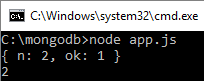 C:\Windows\system32\cmd.exe
C:\mongodb>node app.js
{ n: 2, ok: 1 }
2